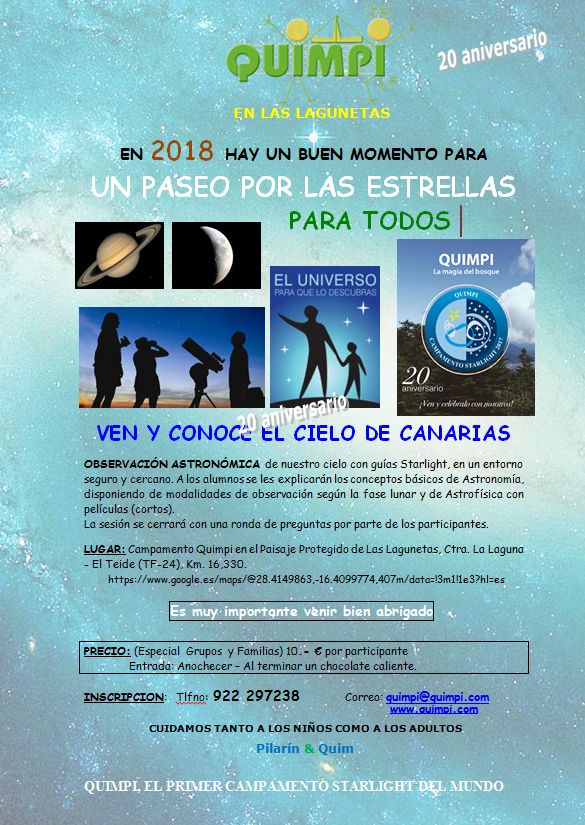 QUIMPI
20 aniversario
EN LAS LAGUNETAS
EN 2018 HAY UN BUEN MOMENTO PARA
UN PASEO POR LAS ESTRELLAS
PARA TODOS
EL UNIVERSO
PARA QUE LO DESCUBRAS
QUIMPI
La magia del bosque
QUIMPI
CAMPAMENTO STARLIGHT 2017
20
aniversario
¡Ven y celébralo con nosotros!
20 aniversario
VEN Y CONOCE EL CIELO DE CANARIAS
OBSERVACIÓN ASTRONÓMICA de nuestro cielo con guías Starlight, en un entorno
seguro y cercano. A los alumnos se les explicarán los conceptos básicos de Astronomía,
disponiendo de modalidades de observación según la fase lunar y de Astrofísica con
películas (cortos).
La sesión se cerrará con una ronda de preguntas por parte de los participantes.
LUGAR: Campamento Quimpi en el Paisaje Protegido de Las Lagunetas, Ctra. La Laguna
- El Teide (TF-24), Km. 16,330.
https://www.google.es/maps/@28.4149863,-16.4099774,407m/data=!3m1!1e3?hl=es
Es muy importante venir bien abrigado
PRECIO: (Especial Grupos y Familias) 10.- € por participante
Entrada: Anochecer – Al terminar un chocolate caliente.
INSCRIPCION: Tlfno: 922 297238 Correo: quimpi@quimpi.com
www.quimpi.com
CUIDAMOS TANTO A LOS NIÑOS COMO A LOS ADULTOS
Pilarín & Quim
QUIMPI, EL PRIMER CAMPAMENTO STARLIGHT DEL MUNDO